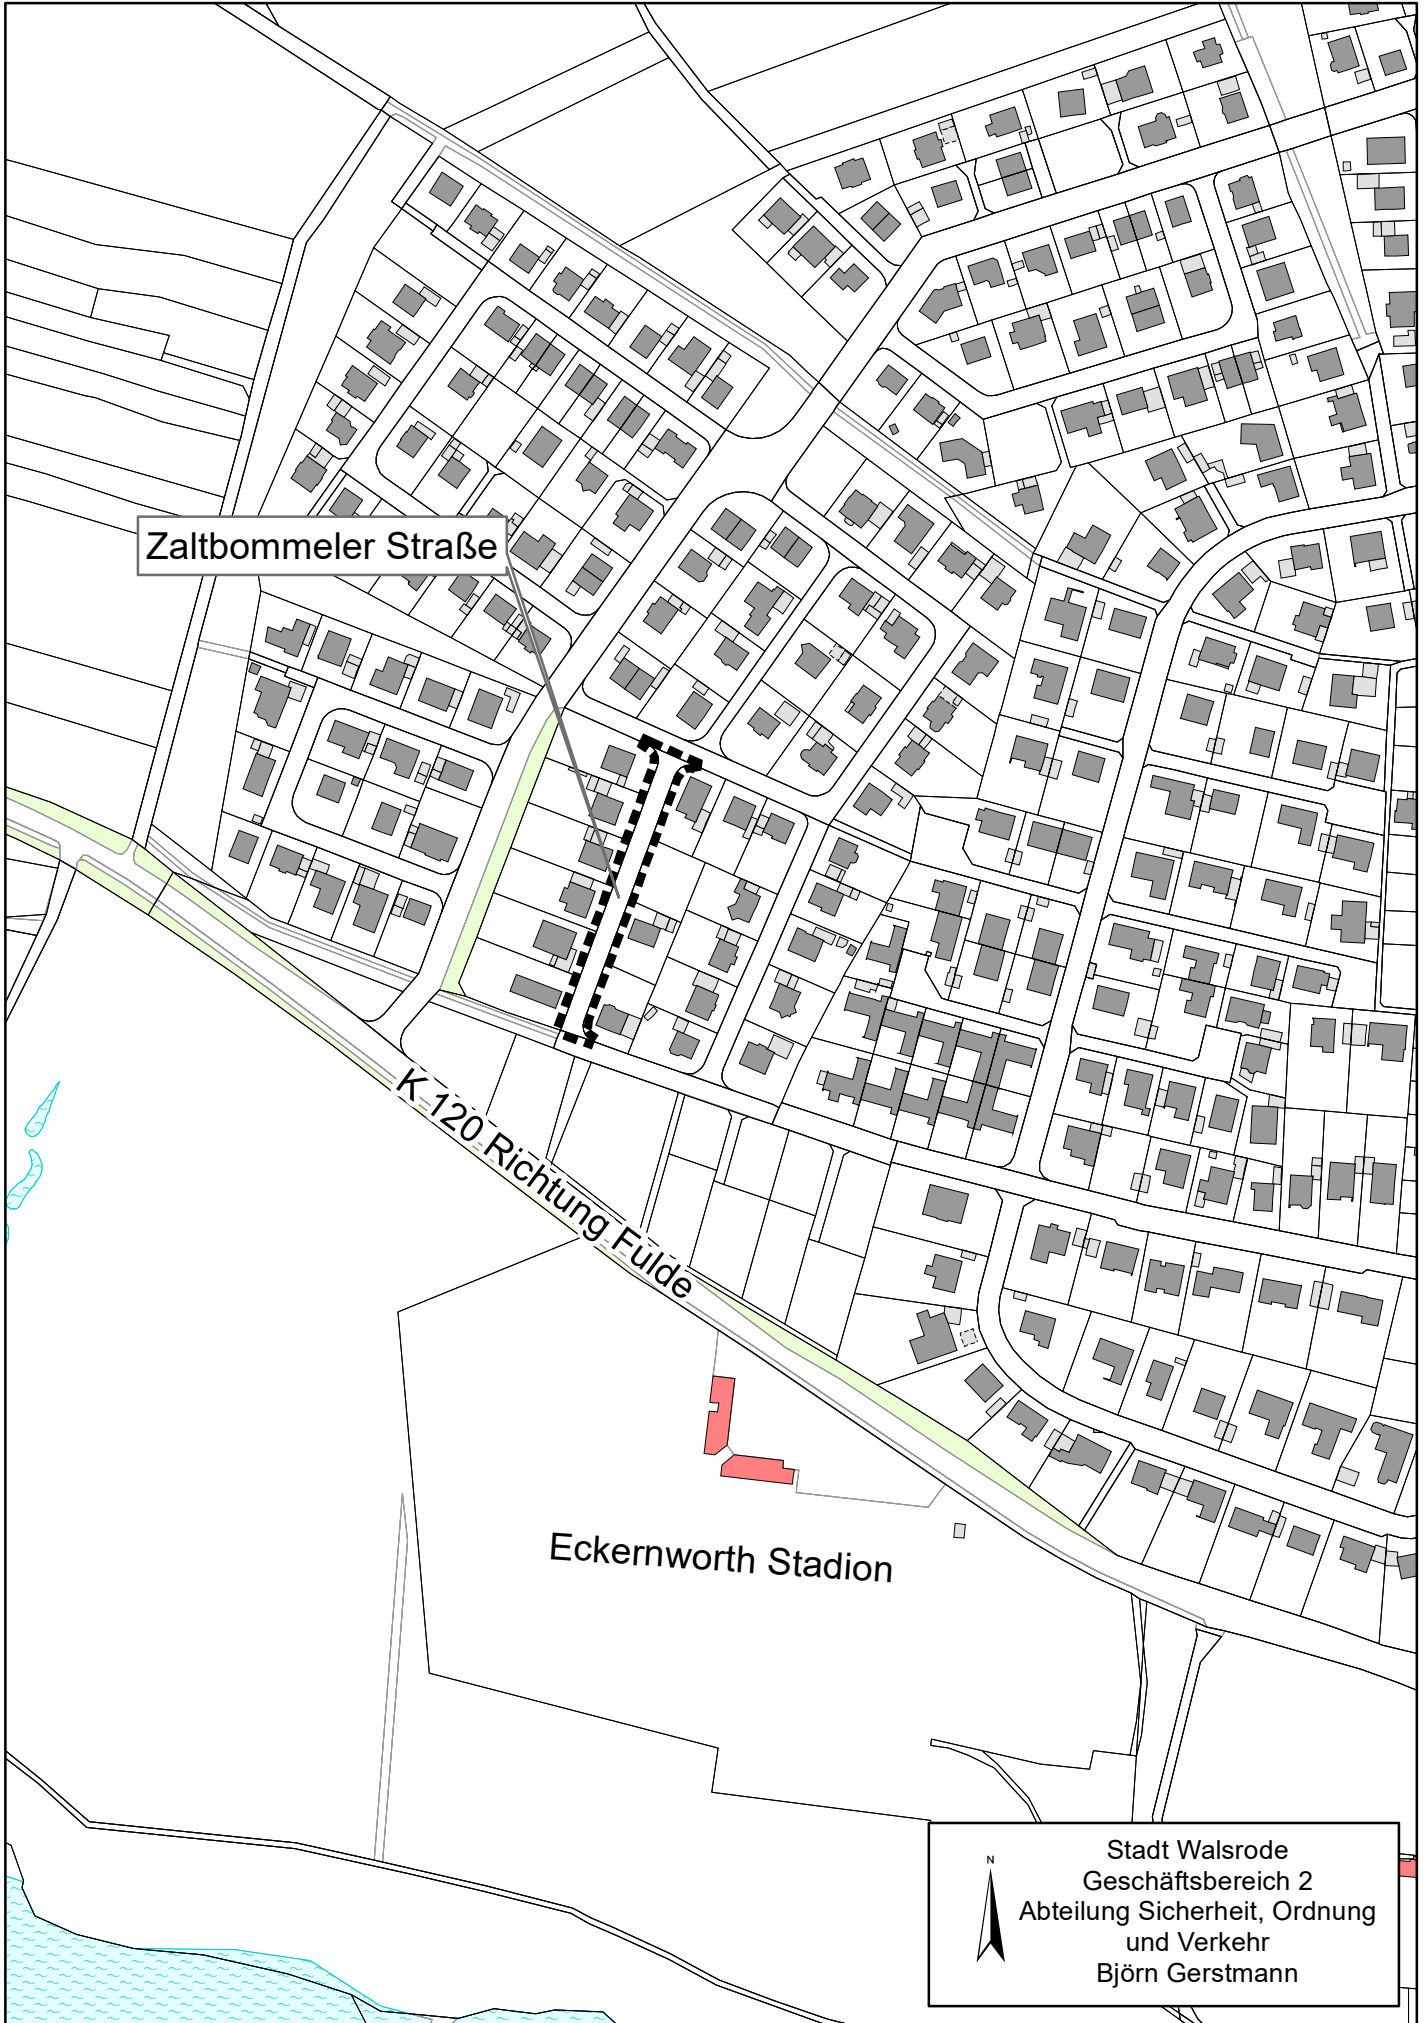 Zaltbommeler Straße
K 120 Richtung Fulde
Eckernworth Stadion
N
Stadt Walsrode
Geschäftsbereich 2
Abteilung Sicherheit, Ordnung
und Verkehr
Björn Gerstmann